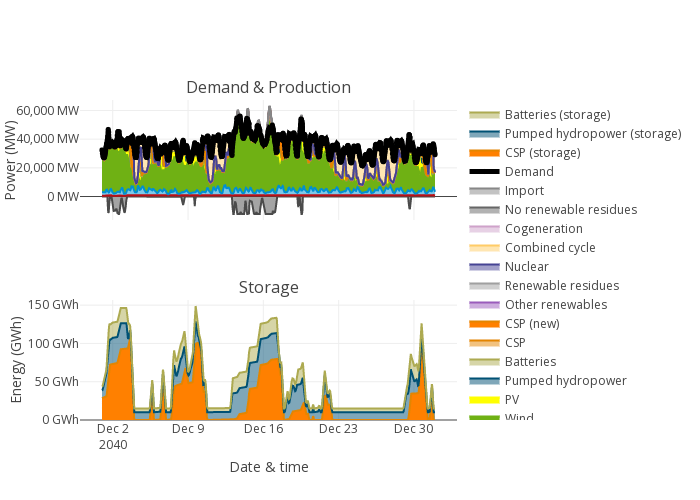 Demand & Production
60,000 MW
40,000 MW
20,000 MW
0 MW
Power (MW)
Storage
150 GWh
100 GWh
50 GWh
0 GWh
Energy (GWh)
Dec 2
2040
Dec 9
Dec 16
Dec 23
Dec 30
Date & time
Batteries (storage)
Pumped hydropower (storage)
CSP (storage)
Demand
Import
No renewable residues
Cogeneration
Combined cycle
Nuclear
Renewable residues
Other renewables
CSP (new)
CSP
Batteries
Pumped hydropower
PV
Wind